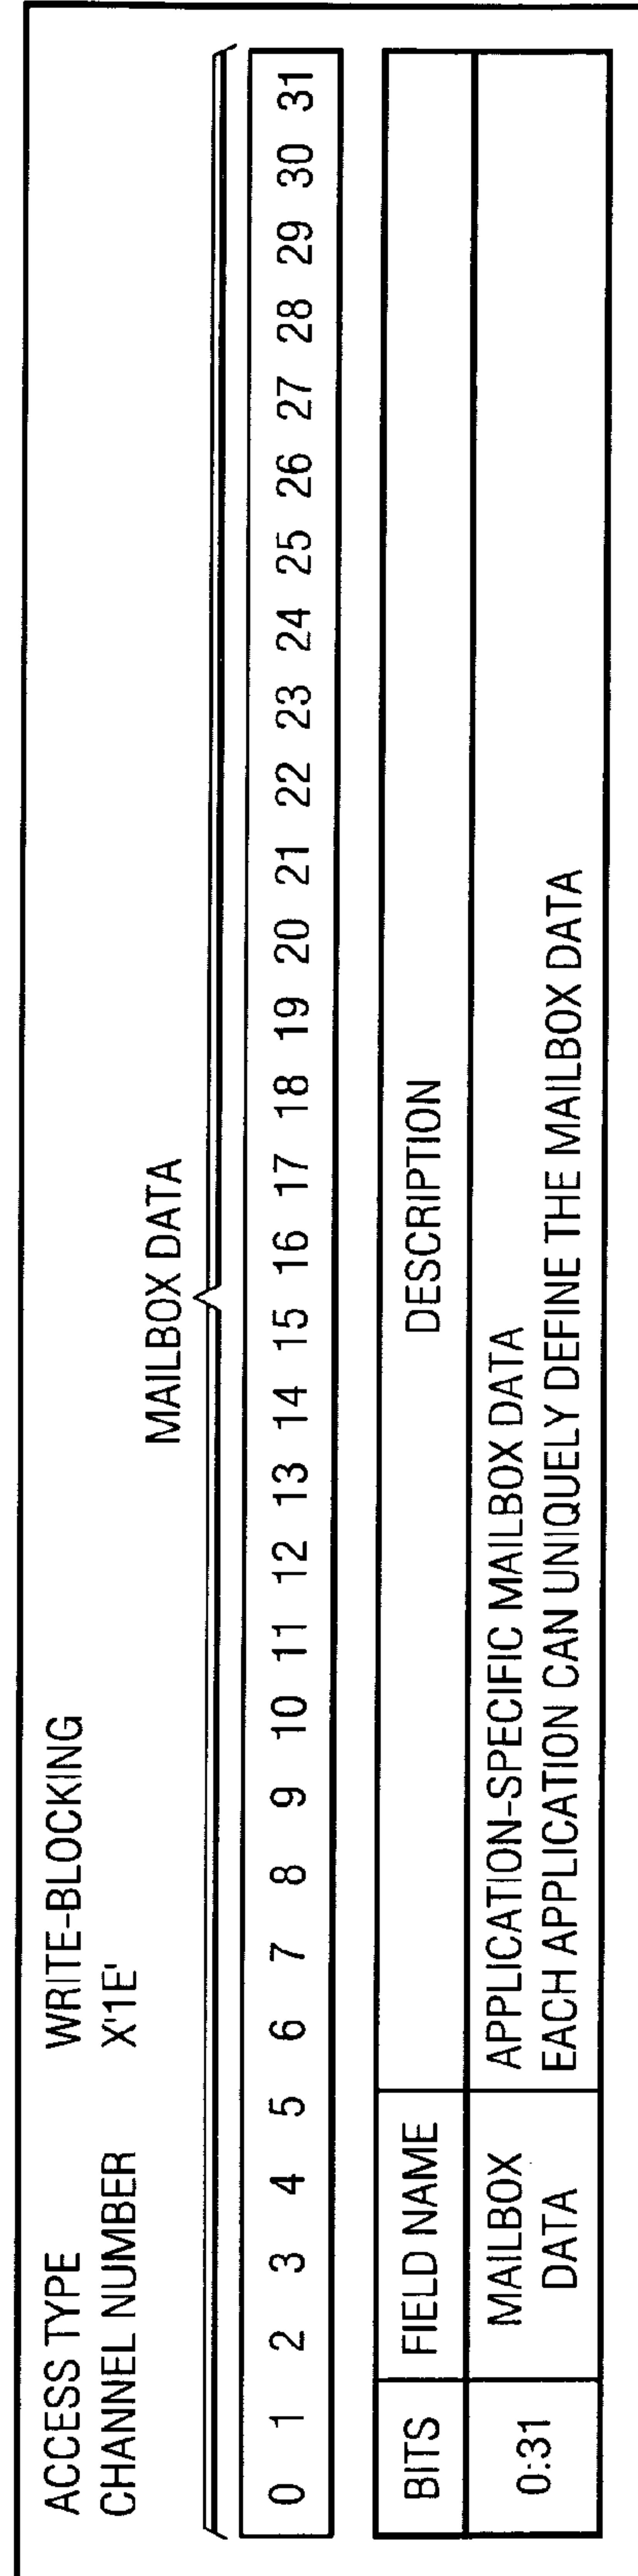 ACCESS TYPE WRITE-BLOCKING
CHANNEL NUMBER X'1E'
MAILBOX DATA
0 1 2 3 4 5 6 7 8 9 10 11 12 13 14 15 16 17 18 19 20 21 22 23 24 25 26 27 28 29 30 31
BITS FIELD NAME DESCRIPTION
0:31 MAILBOX DATA APPLICATION-SPECIFIC MAILBOX DATA
EACH APPLICATION CAN UNIQUELY DEFINE THE MAILBOX DATA